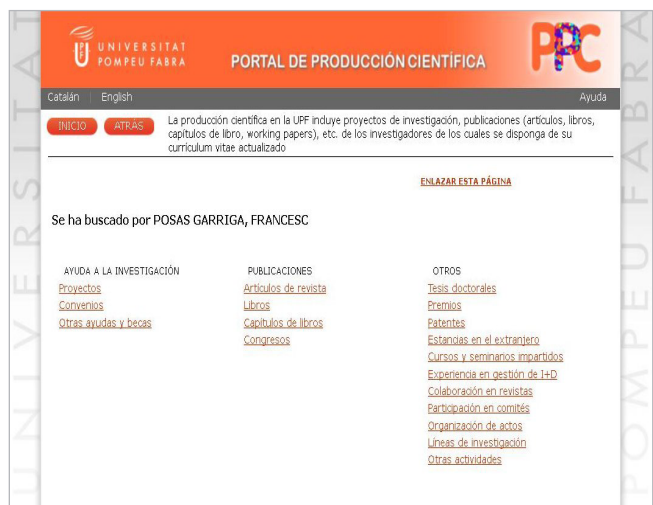 UNIVERSITAT
POMPEU FABRA
PORTAL DE PRODUCCIÓN CIENTÍFICA
PPC
Catalán | English
Ayuda
INICIO
ATRÁS
La producción científica en la UPF incluye proyectos de investigación, publicaciones (artículos, libros,
capítulos de libro, working papers), etc. de los investigadores de los cuales se disponga de su
currículum vitae actualizado
ENLAZAR ESTA PÁGINA
Se ha buscado por POSAS GARRIGA, FRANCESC
AYUDA A LA INVESTIGACIÓN
Proyectos
Convenios
Otras ayudas y becas
PUBLICACIONES
Artículos de revista
Libros
Capítulos de libros
Congresos
OTROS
Tesis doctorales
Premios
Patentes
Estancias en el extranjero
Cursos y seminarios impartidos
Experiencia en gestión de I+D
Colaboración en revistas
Participación en comités
Organización de actos
Líneas de investigación
Otras actividades
UNIVERSITAT
POMPEU FABRA